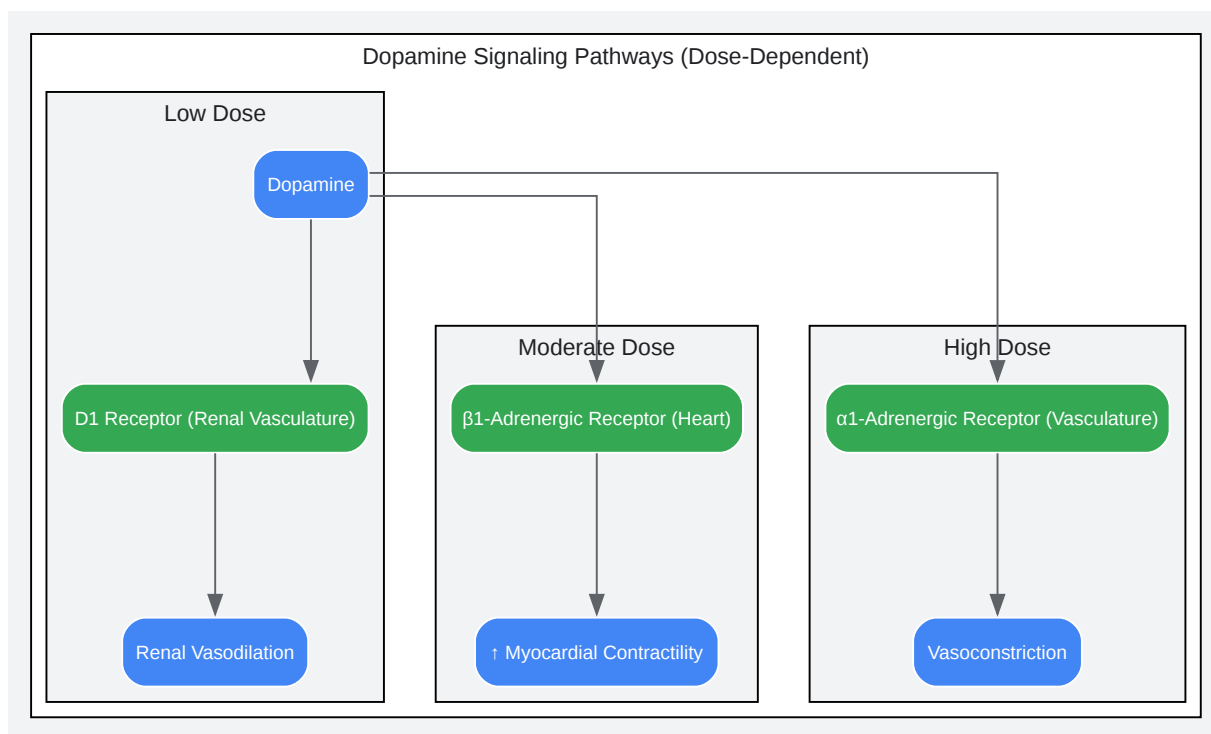 Dopamine Signaling Pathways (Dose-Dependent)
Low Dose
Dopamine
Moderate Dose
High Dose
D1 Receptor (Renal Vasculature)
β1-Adrenergic Receptor (Heart)
α1-Adrenergic Receptor (Vasculature)
Renal Vasodilation
↑ Myocardial Contractility
Vasoconstriction